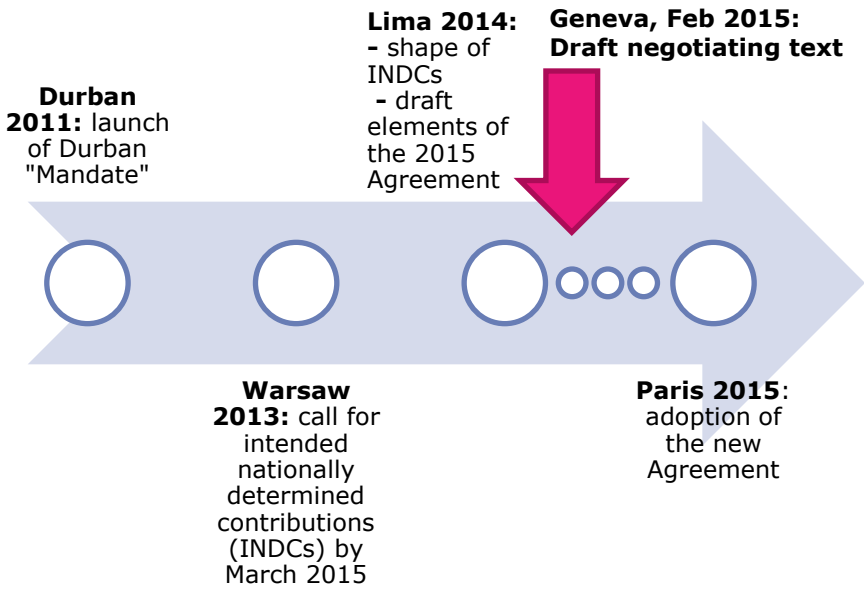 Durban
2011: launch
of Durban
"Mandate"
Warsaw
2013: call for
intended
nationally
determined
contributions
(INDCs) by
March 2015
Lima 2014:
- shape of
INDCs
- draft
elements of
the 2015
Agreement
Geneva, Feb 2015:
Draft negotiating text
Paris 2015:
adoption of
the new
Agreement